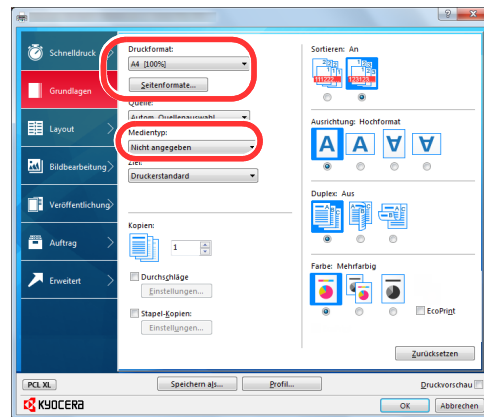 Schnelldruck
Grundlagen
Layout
Bildbearbeitung
Veröffentlichung
Auftrag
Erweitert
Druckformat:
A4 [100%]
Seitenformate...
Quelle:
Autom. Quellenauswahl
Medientyp:
Nicht angegeben
Ziel:
Druckerstandard
Kopien:
1
Durchschläge
Einstellungen...
Stapel-Kopien:
Einstellungen...
Sortieren: An
111222...
123123...
Ausrichtung: Hochformat
A A A A
Duplex: Aus
Farbe: Mehrfarbig
EcoPrint
Zurücksetzen
PCL XL
Speichern als...
Profil...
Druckvorschau
KYOCERA
OK
Abbrechen